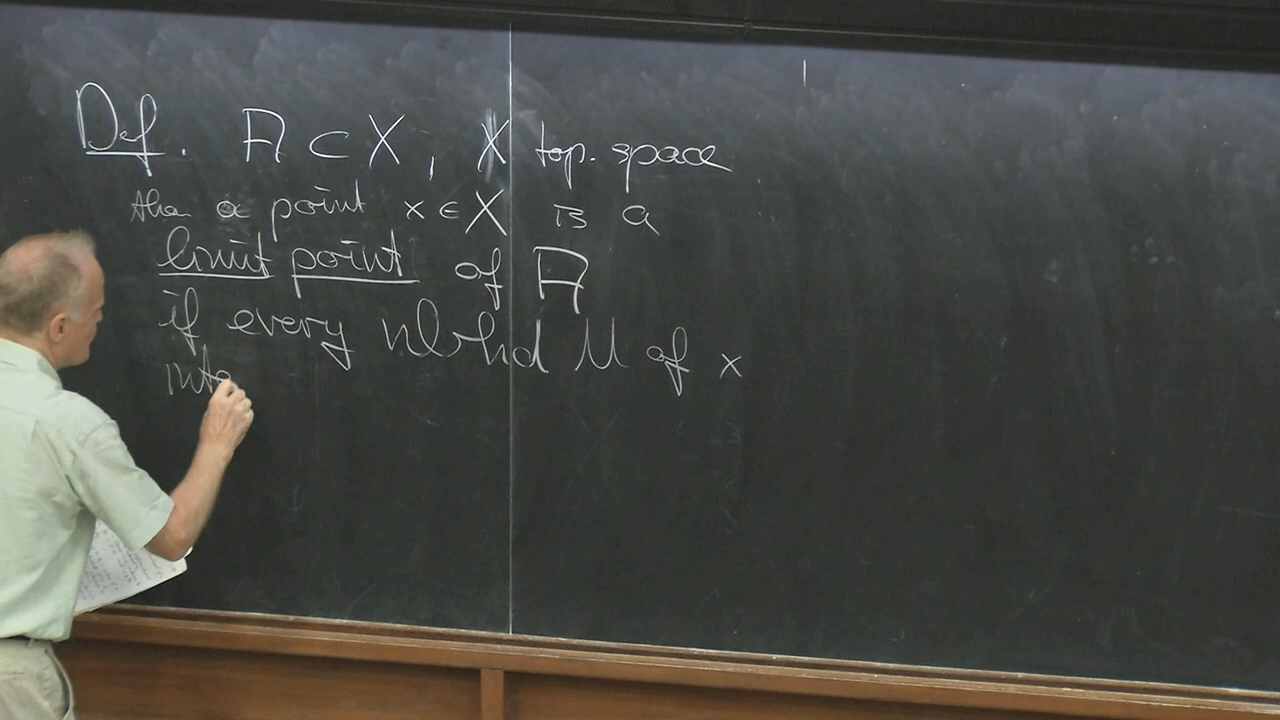 Def. A ⊂ X, X top. space
then a point x ∈ X is a
limit point of A
if every nbhd U of x
inte